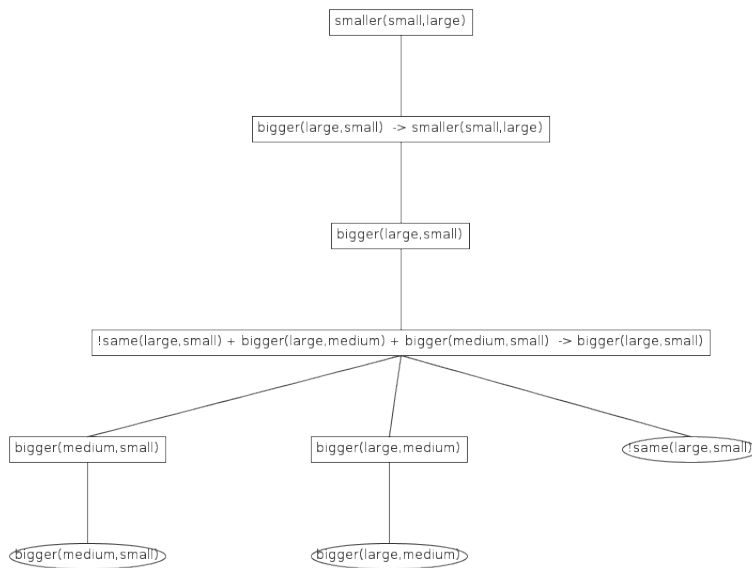 smaller(small,large)
bigger(large,small) -> smaller(small,large)
bigger(large,small)
!same(large,small) + bigger(large,medium) + bigger(medium,small) -> bigger(large,small)
bigger(medium,small)
bigger(large,medium)
!same(large,small)
bigger(medium,small)
bigger(large,medium)